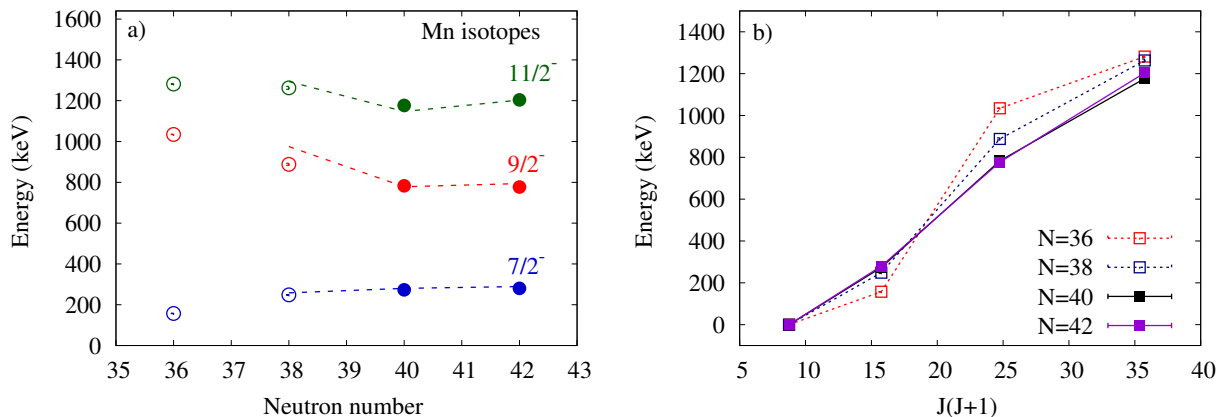 a)
Mn isotopes
1600
1400
1200
1000
800
600
400
200
0
Energy (keV)
11/2⁻
9/2⁻
7/2⁻
35 36 37 38 39 40 41 42 43
Neutron number
b)
1400
1200
1000
800
600
400
200
0
Energy (keV)
N=36
N=38
N=40
N=42
5 10 15 20 25 30 35 40
J(J+1)